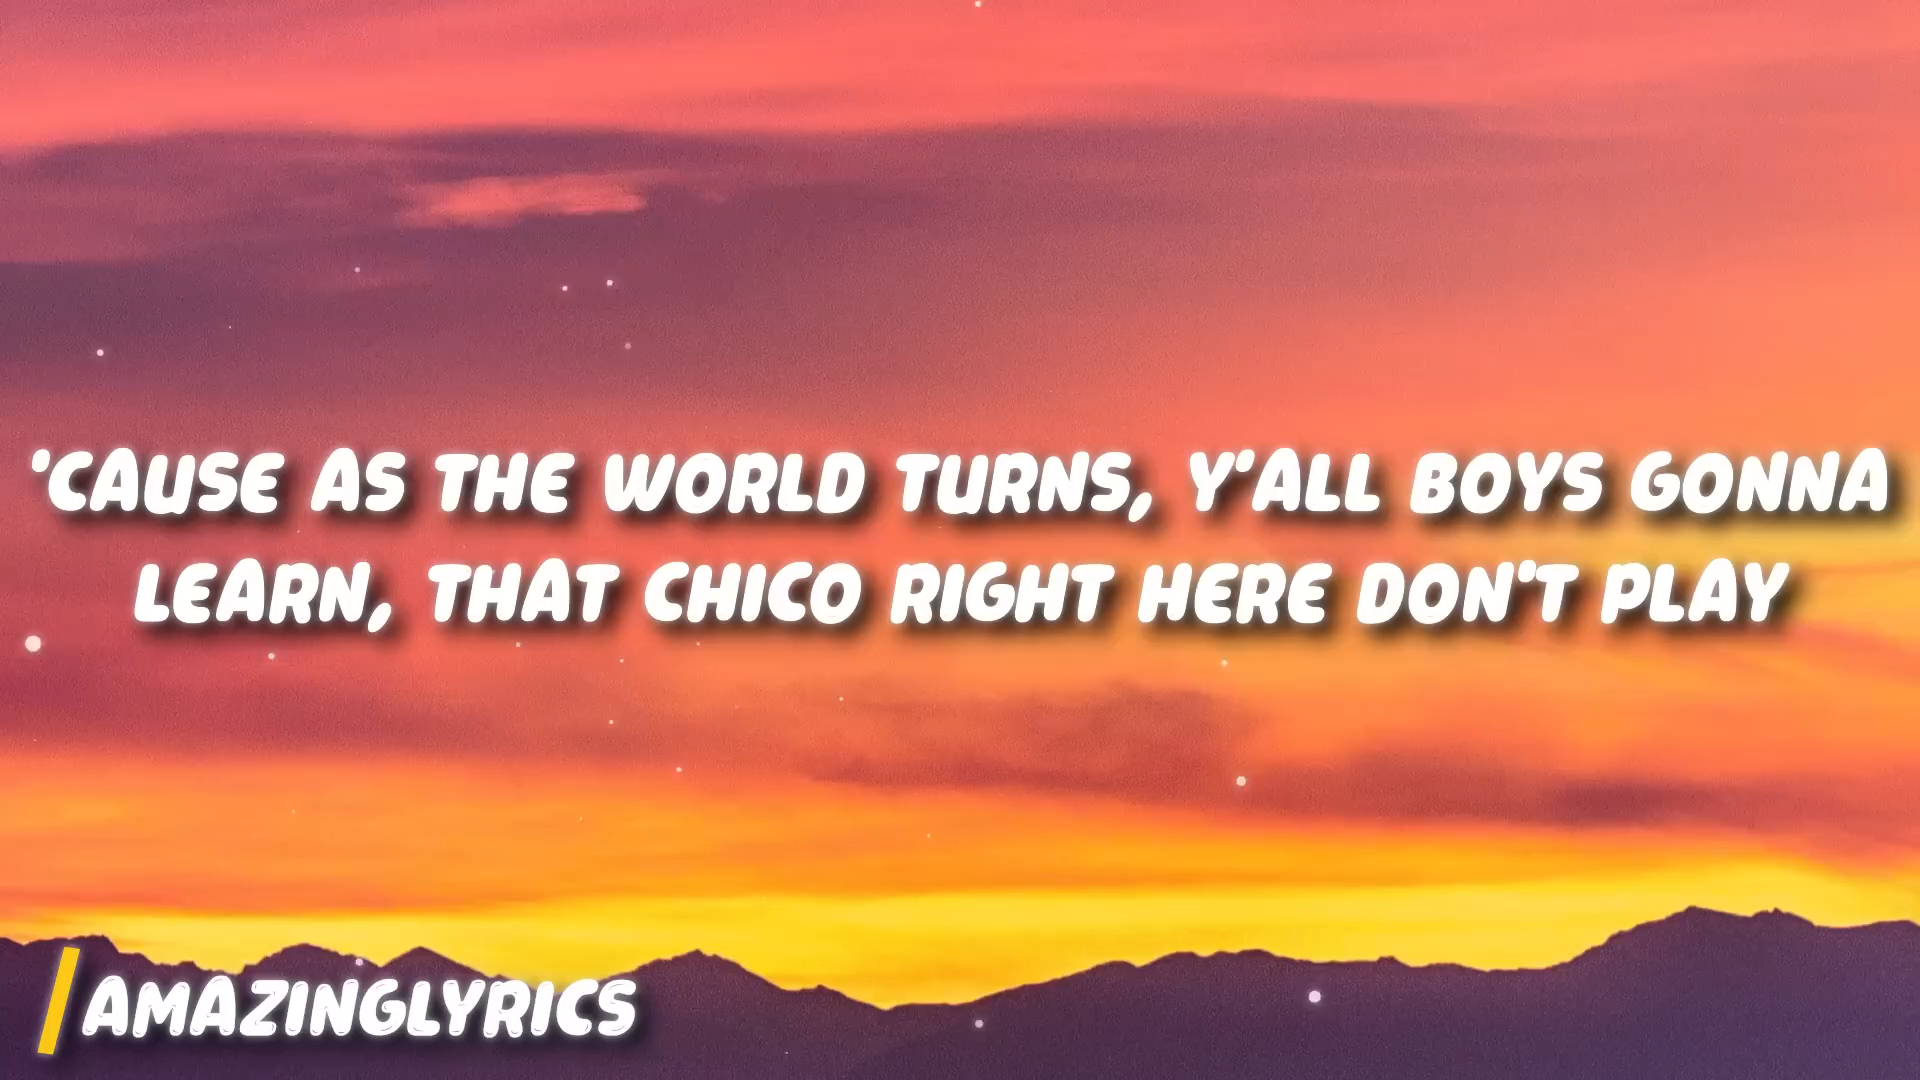 'CAUSE AS THE WORLD TURNS, Y'ALL BOYS GONNA
LEARN, THAT CHICO RIGHT HERE DON'T PLAY
AMAZINGLYRICS